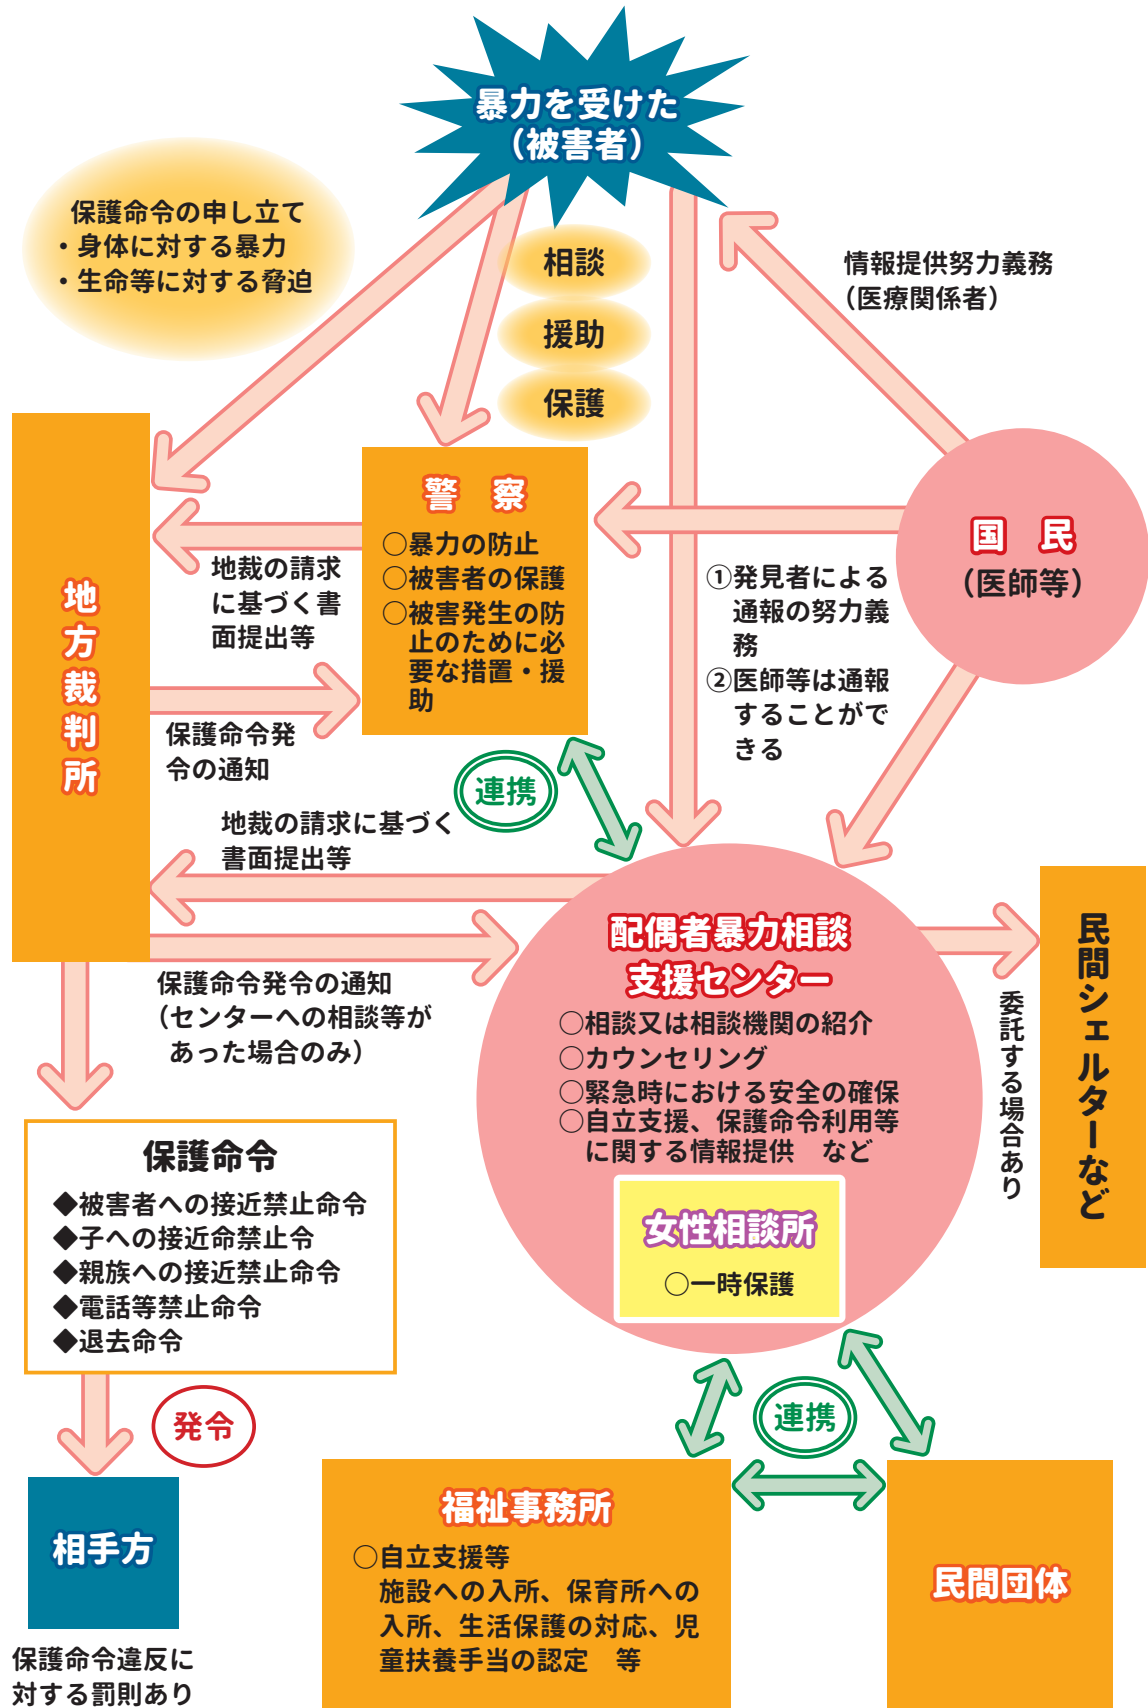 暴力を受けた
（被害者）
保護命令の申し立て
・身体に対する暴力
・生命等に対する脅迫
相談
援助
保護
情報提供努力義務
（医療関係者）
国　民
（医師等）
警　察
○暴力の防止
○被害者の保護
○被害発生の防
止のために必
要な措置・援
助
地方裁判所
地裁の請求
に基づく書
面提出等
①発見者による
通報の努力義
務
②医師等は通報
することがで
きる
保護命令発
令の通知
連携
地裁の請求に基づく
書面提出等
保護命令発令の通知
（センターへの相談等が
あった場合のみ）
配偶者暴力相談
支援センター
○相談又は相談機関の紹介
○カウンセリング
○緊急時における安全の確保
○自立支援、保護命令利用等
に関する情報提供　など
女性相談所
○一時保護
委託する場合あり
民間シェルターなど
保護命令
◆被害者への接近禁止命令
◆子への接近命禁止令
◆親族への接近禁止命令
◆電話等禁止命令
◆退去命令
発令
連携
相手方
保護命令違反に
対する罰則あり
福祉事務所
○自立支援等
施設への入所、保育所への
入所、生活保護の対応、児
童扶養手当の認定　等
民間団体